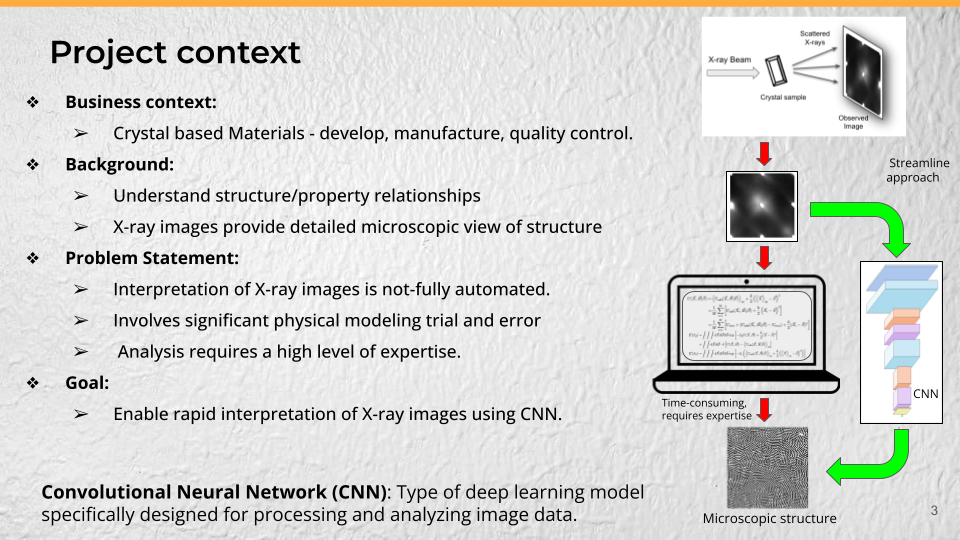 Project context
❖ Business context:
➢ Crystal based Materials - develop, manufacture, quality control.
❖ Background:
➢ Understand structure/property relationships
➢ X-ray images provide detailed microscopic view of structure
❖ Problem Statement:
➢ Interpretation of X-ray images is not-fully automated.
➢ Involves significant physical modeling trial and error
➢ Analysis requires a high level of expertise.
❖ Goal:
➢ Enable rapid interpretation of X-ray images using CNN.
Convolutional Neural Network (CNN): Type of deep learning model
specifically designed for processing and analyzing image data.
X-ray Beam
Scattered
X-rays
Crystal sample
Observed
Image
Streamline
approach
CNN
Time-consuming,
requires expertise
Microscopic structure
3